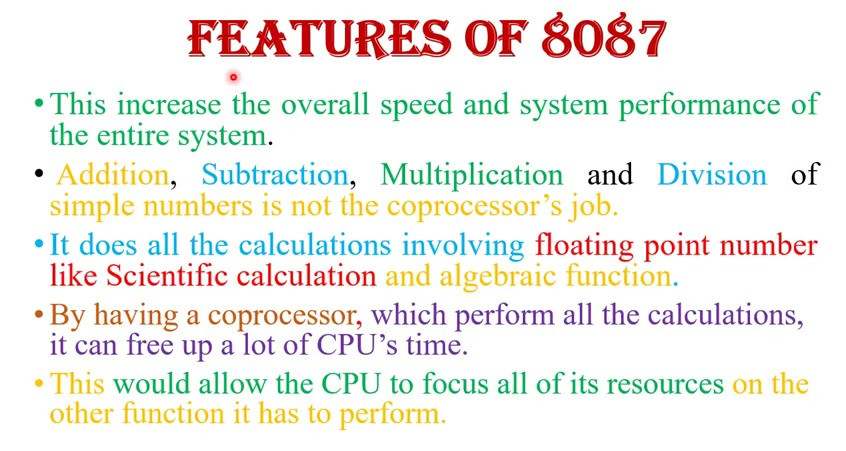 FEATURES OF 8087
• This increase the overall speed and system performance of
the entire system.
• Addition, Subtraction, Multiplication and Division of
simple numbers is not the coprocessor's job.
• It does all the calculations involving floating point number
like Scientific calculation and algebraic function.
• By having a coprocessor, which perform all the calculations,
it can free up a lot of CPU's time.
• This would allow the CPU to focus all of its resources on the
other function it has to perform.